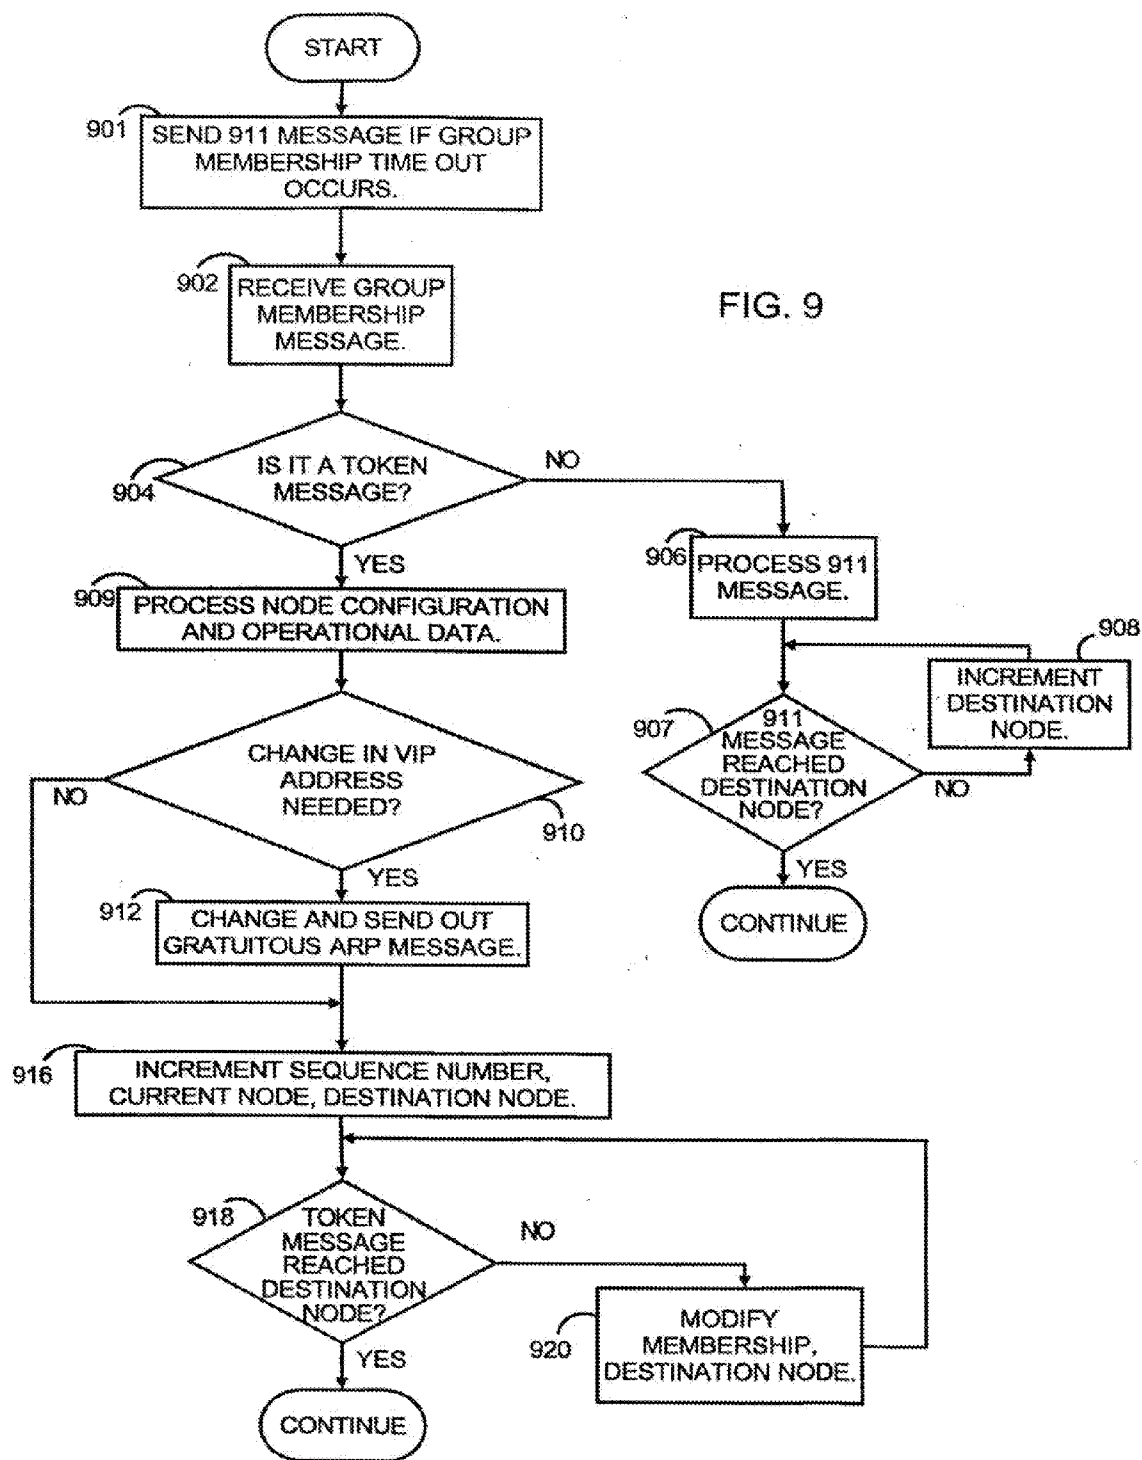 START
901
SEND 911 MESSAGE IF GROUP
MEMBERSHIP TIME OUT
OCCURS.
902
RECEIVE GROUP
MEMBERSHIP
MESSAGE.
FIG. 9
904
IS IT A TOKEN
MESSAGE?
NO
YES
906
PROCESS 911
MESSAGE.
909
PROCESS NODE CONFIGURATION
AND OPERATIONAL DATA.
908
INCREMENT
DESTINATION
NODE.
907
911
MESSAGE
REACHED
DESTINATION
NODE?
NO
YES
CONTINUE
CHANGE IN VIP
ADDRESS
NEEDED?
NO
910
YES
912
CHANGE AND SEND OUT
GRATUITOUS ARP MESSAGE.
916
INCREMENT SEQUENCE NUMBER,
CURRENT NODE, DESTINATION NODE.
918
TOKEN
MESSAGE
REACHED
DESTINATION
NODE?
NO
YES
920
MODIFY
MEMBERSHIP,
DESTINATION NODE.
CONTINUE